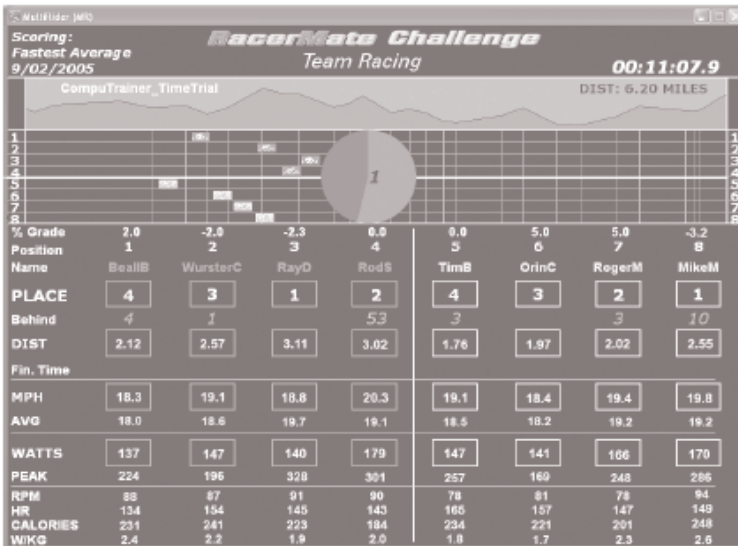 MultiRider (MR)
Scoring:
Fastest Average
9/02/2005
RacerMate Challenge
Team Racing
00:11:07.9
CompuTrainer_TimeTrial
DIST: 6.20 MILES
1 1
2 2
3 3
4 4
5 5
6 6
7 7
8 8
1
% Grade 2.0 -2.0 -2.3 0.0 0.0 5.0 5.0 -3.2
Position 1 2 3 4 5 6 7 8
Name BeallB WursterC RayD RodS TimB OrinC RogerM MikeM
PLACE 4 3 1 2 4 3 2 1
Behind 4 1 53 3 3 10
DIST 2.12 2.57 3.11 3.02 1.76 1.97 2.02 2.55
Fin. Time
MPH 18.3 19.1 18.8 20.3 19.1 18.4 19.4 19.8
AVG 18.0 18.6 19.7 19.1 18.5 18.2 19.2 19.2
WATTS 137 147 140 179 147 141 166 170
PEAK 224 196 328 301 257 169 248 286
RPM 88 87 91 90 78 81 78 94
HR 134 154 145 143 165 157 147 149
CALORIES 231 241 223 184 234 221 201 248
W/KG 2.4 2.2 1.9 2.0 1.8 1.7 2.3 2.6